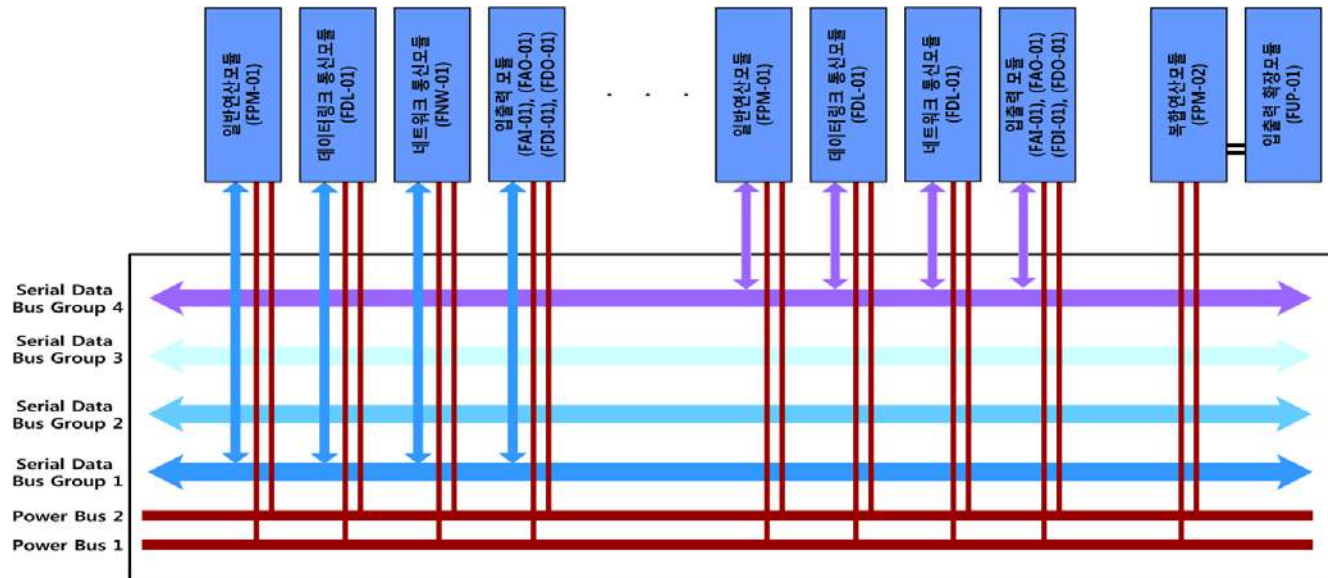 일반연산모듈
(FPM-01)
데이터링크 통신모듈
(FDL-01)
네트워크 통신모듈
(FNW-01)
입출력 모듈
(FAI-01), (FAO-01)
(FDI-01), (FDO-01)
. . .
일반연산모듈
(FPM-01)
데이터링크 통신모듈
(FDL-01)
네트워크 통신모듈
(FDL-01)
입출력 모듈
(FAI-01), (FAO-01)
(FDI-01), (FDO-01)
복합연산모듈
(FPM-02)
입출력 확장모듈
(FUP-01)
Serial Data
Bus Group 4
Serial Data
Bus Group 3
Serial Data
Bus Group 2
Serial Data
Bus Group 1
Power Bus 2
Power Bus 1